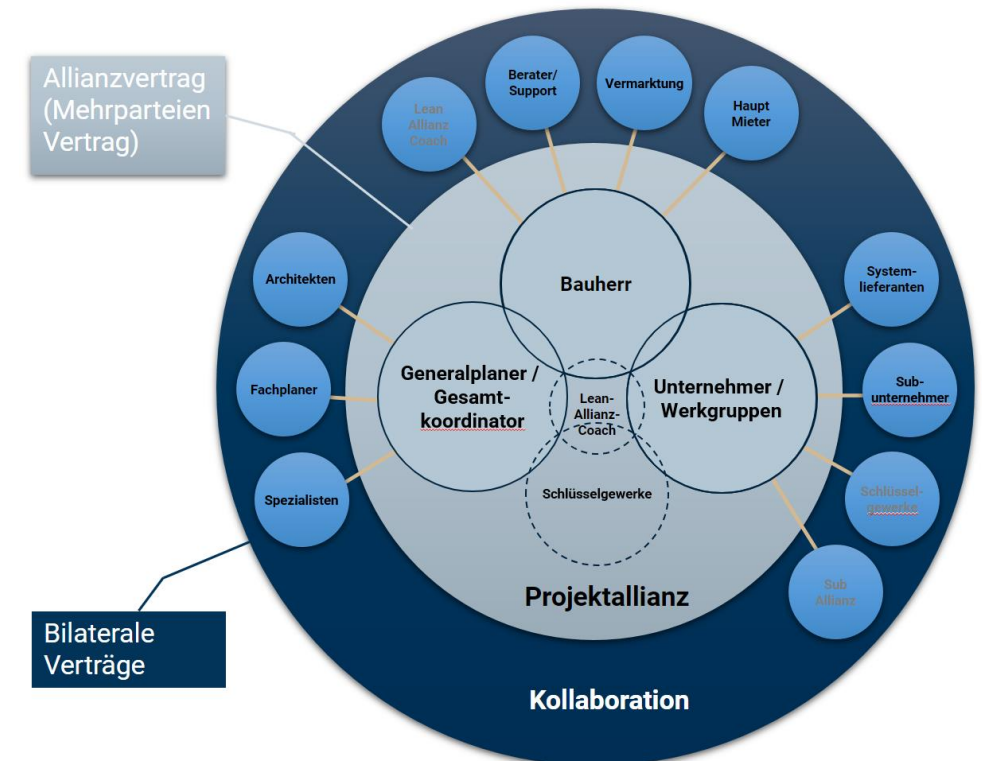 Allianzvertrag
(Mehrparteien
Vertrag)
Lean
Allianz
Coach
Berater/
Support
Vermarktung
Haupt
Mieter
Architekten
Fachplaner
Spezialisten
Bauherr
Generalplaner /
Gesamt-
koordinator
Lean-
Allianz-
Coach
Unternehmer /
Werkgruppen
Schlüsselgewerke
System-
lieferanten
Sub-
unternehmer
Schlüssel-
gewerke
Sub
Allianz
Projektallianz
Bilaterale
Verträge
Kollaboration